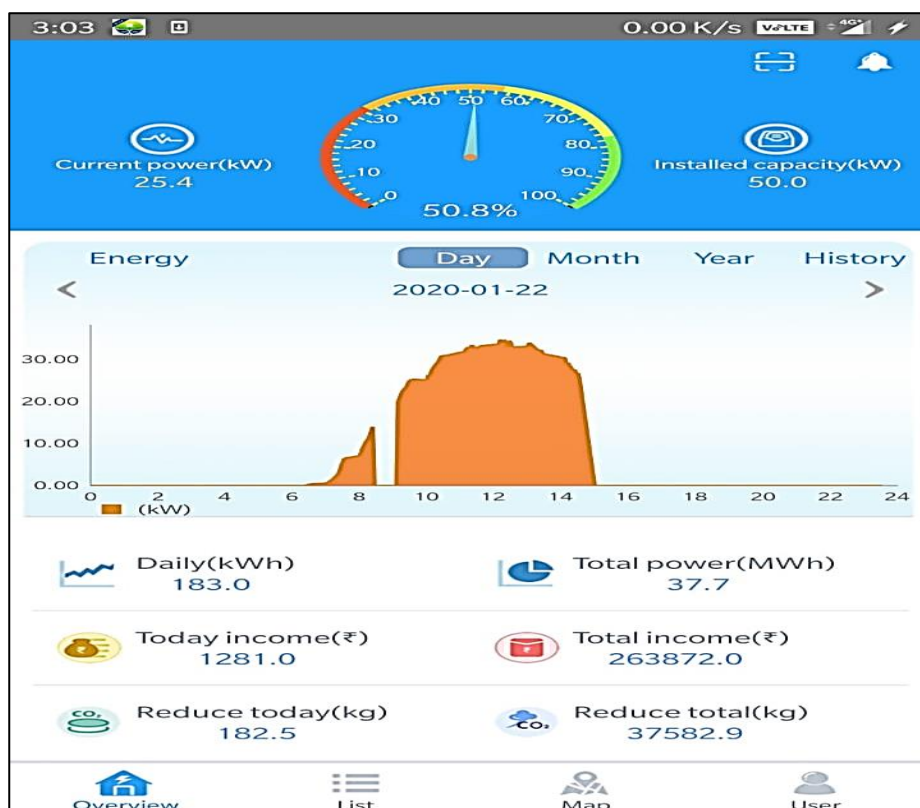 3:03 0.00 K/s VoLTE 4G+
Current power(kW)
25.4
0 10 20 30 40 50 60 70 80 90 100
50.8%
Installed capacity(kW)
50.0
Energy Day Month Year History
< 2020-01-22 >
30.00
20.00
10.00
0.00
0 2 4 6 8 10 12 14 16 18 20 22 24
(kW)
Daily(kWh)
183.0
Total power(MWh)
37.7
Today income(₹)
1281.0
Total income(₹)
263872.0
CO₂
Reduce today(kg)
182.5
CO₂
Reduce total(kg)
37582.9
Overview List Map User